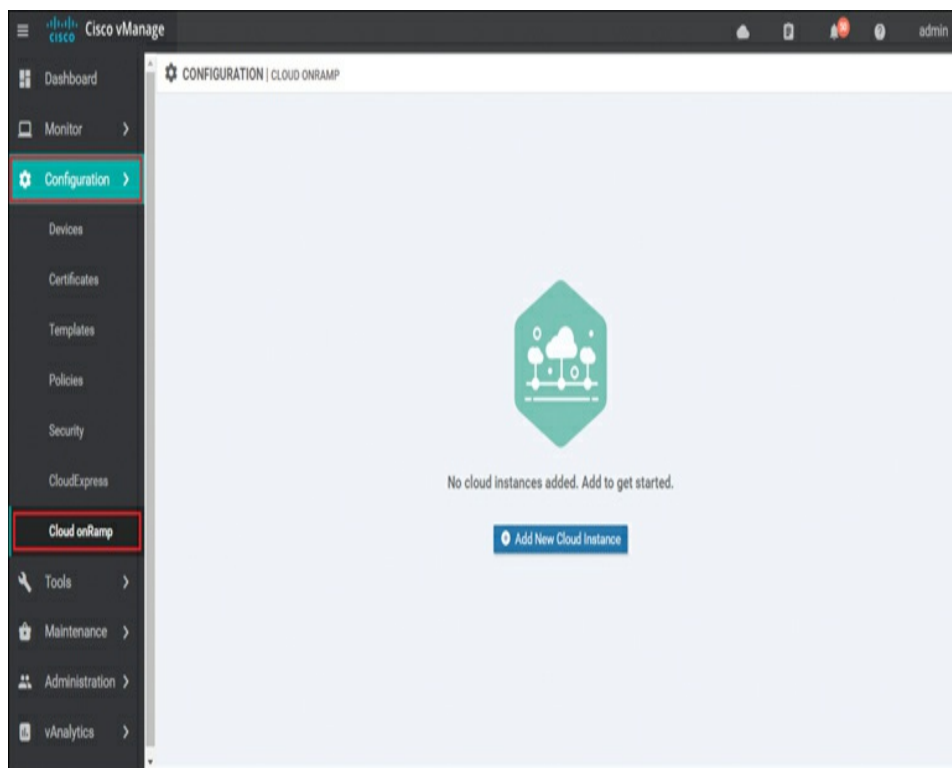 cisco Cisco vManage
admin
Dashboard
CONFIGURATION | CLOUD ONRAMP
Monitor
Configuration
Devices
Certificates
Templates
Policies
Security
CloudExpress
Cloud onRamp
Tools
Maintenance
Administration
vAnalytics
No cloud instances added. Add to get started.
Add New Cloud Instance